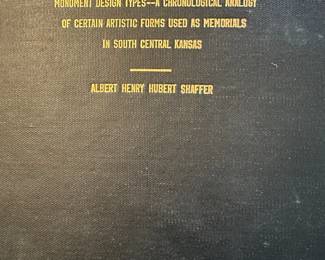 MONUMENT DESIGN TYPES--A CHRONOLOGICAL ANALOGY
OF CERTAIN ARTISTIC FORMS USED AS MEMORIALS
IN SOUTH CENTRAL KANSAS
ALBERT HENRY HUBERT SHAFFER